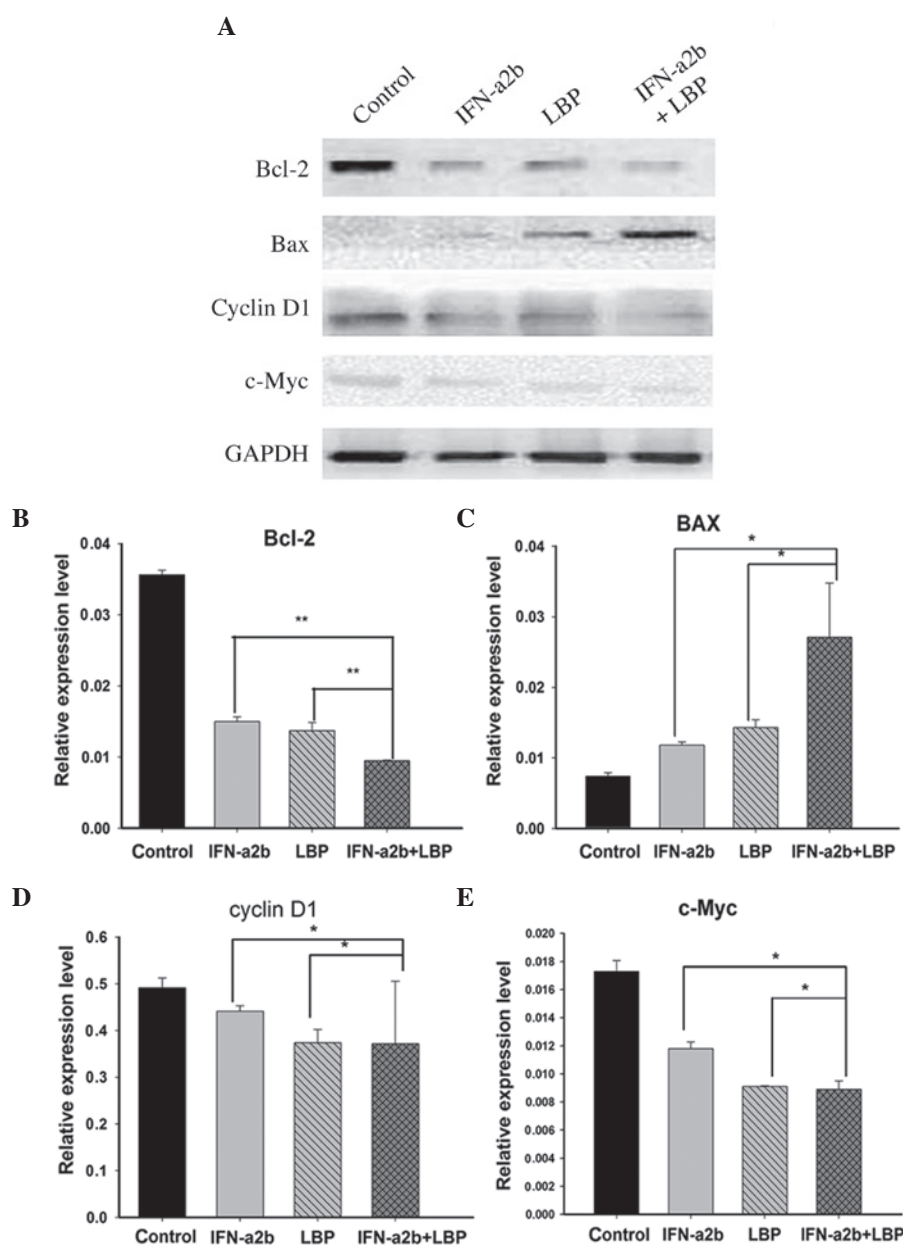 A
Control
IFN-a2b
LBP
IFN-a2b
+ LBP
Bcl-2
Bax
Cyclin D1
c-Myc
GAPDH
B
Bcl-2
Relative expression level
0.04
0.03
0.02
0.01
0.00
**
**
Control IFN-a2b LBP IFN-a2b+LBP
C
BAX
Relative expression level
0.04
0.03
0.02
0.01
0.00
*
*
Control IFN-a2b LBP IFN-a2b+LBP
D
cyclin D1
Relative expression level
0.6
0.5
0.4
0.3
0.2
0.1
0.0
*
*
Control IFN-a2b LBP IFN-a2b+LBP
E
c-Myc
Relative expression level
0.020
0.018
0.016
0.014
0.012
0.010
0.008
0.006
0.004
0.002
0.000
*
*
Control IFN-a2b LBP IFN-a2b+LBP